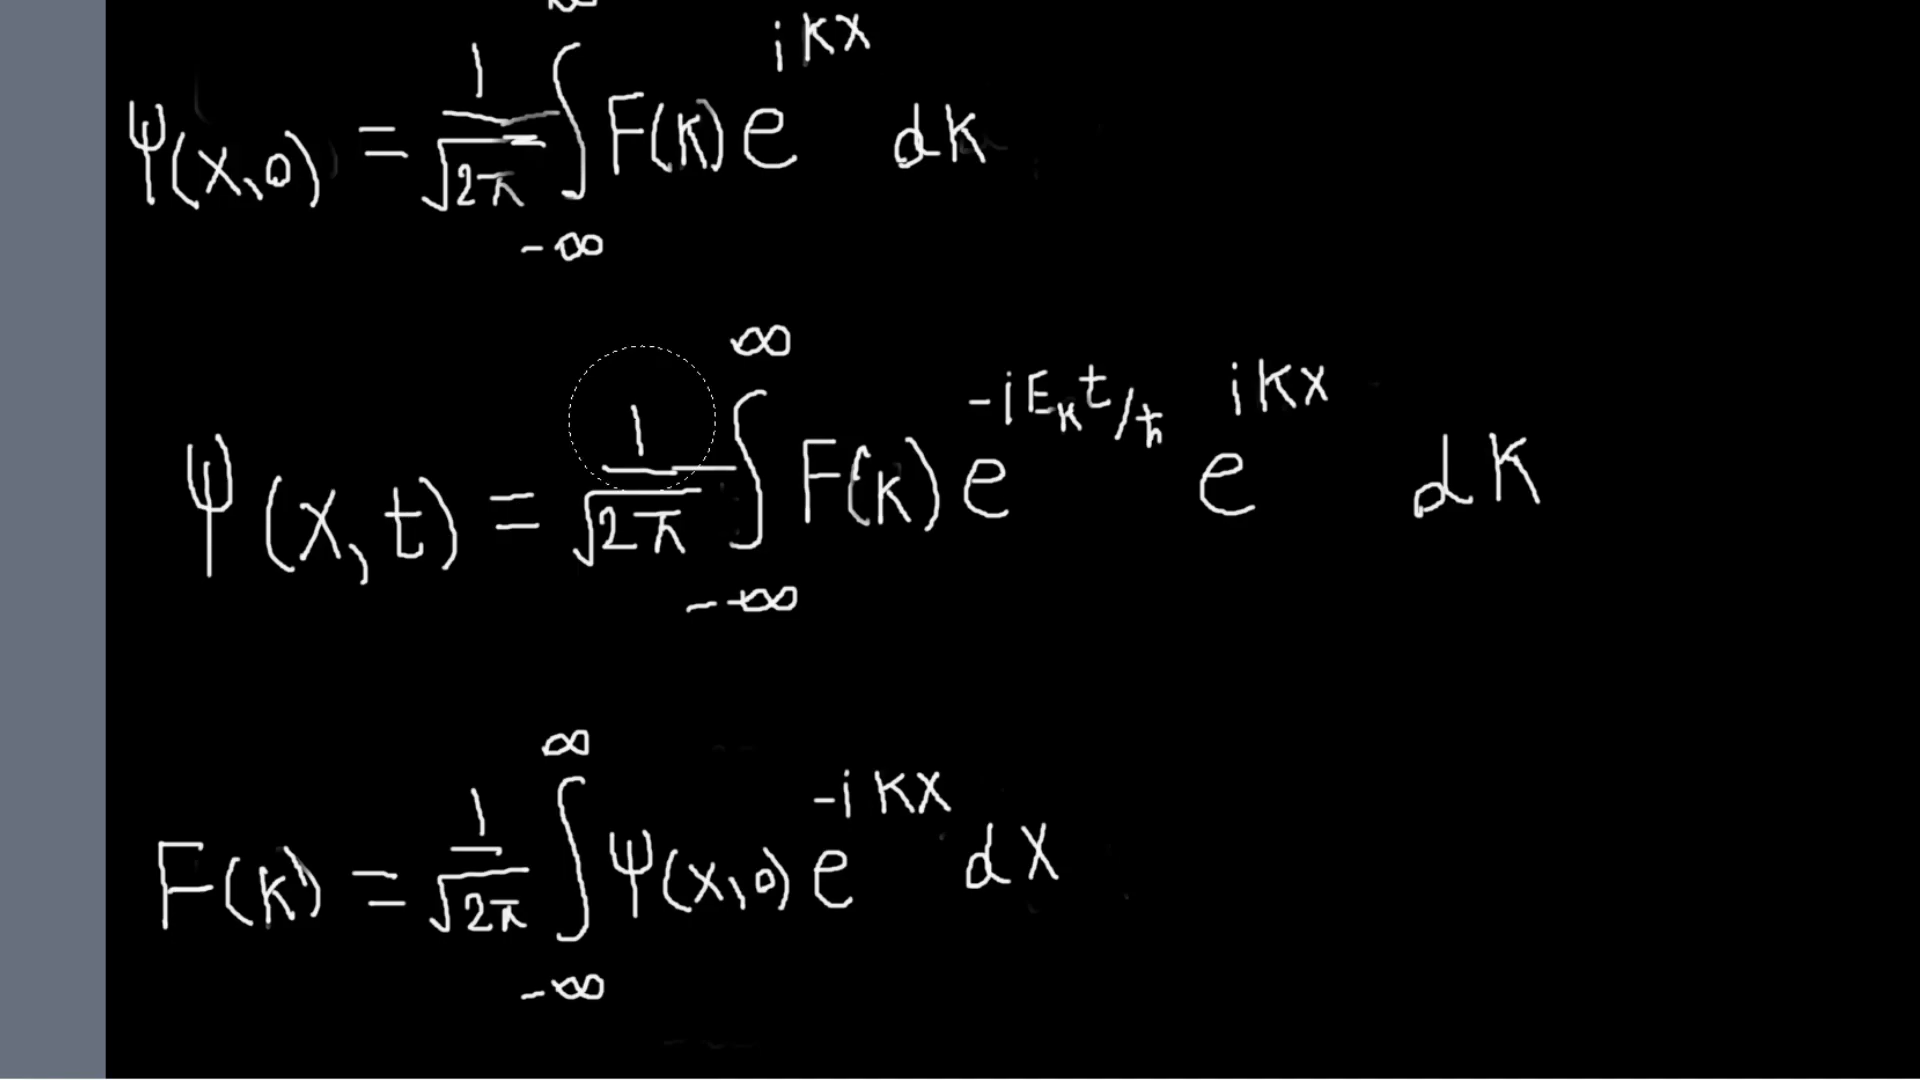 ψ(x,0) = 1/√2π ∫_{-∞}^{∞} F(k) e^{ikx} dk
ψ(x,t) = 1/√2π ∫_{-∞}^{∞} F(k) e^{-iE_k t/ħ} e^{ikx} dk
F(k) = 1/√2π ∫_{-∞}^{∞} ψ(x,0) e^{-ikx} dx